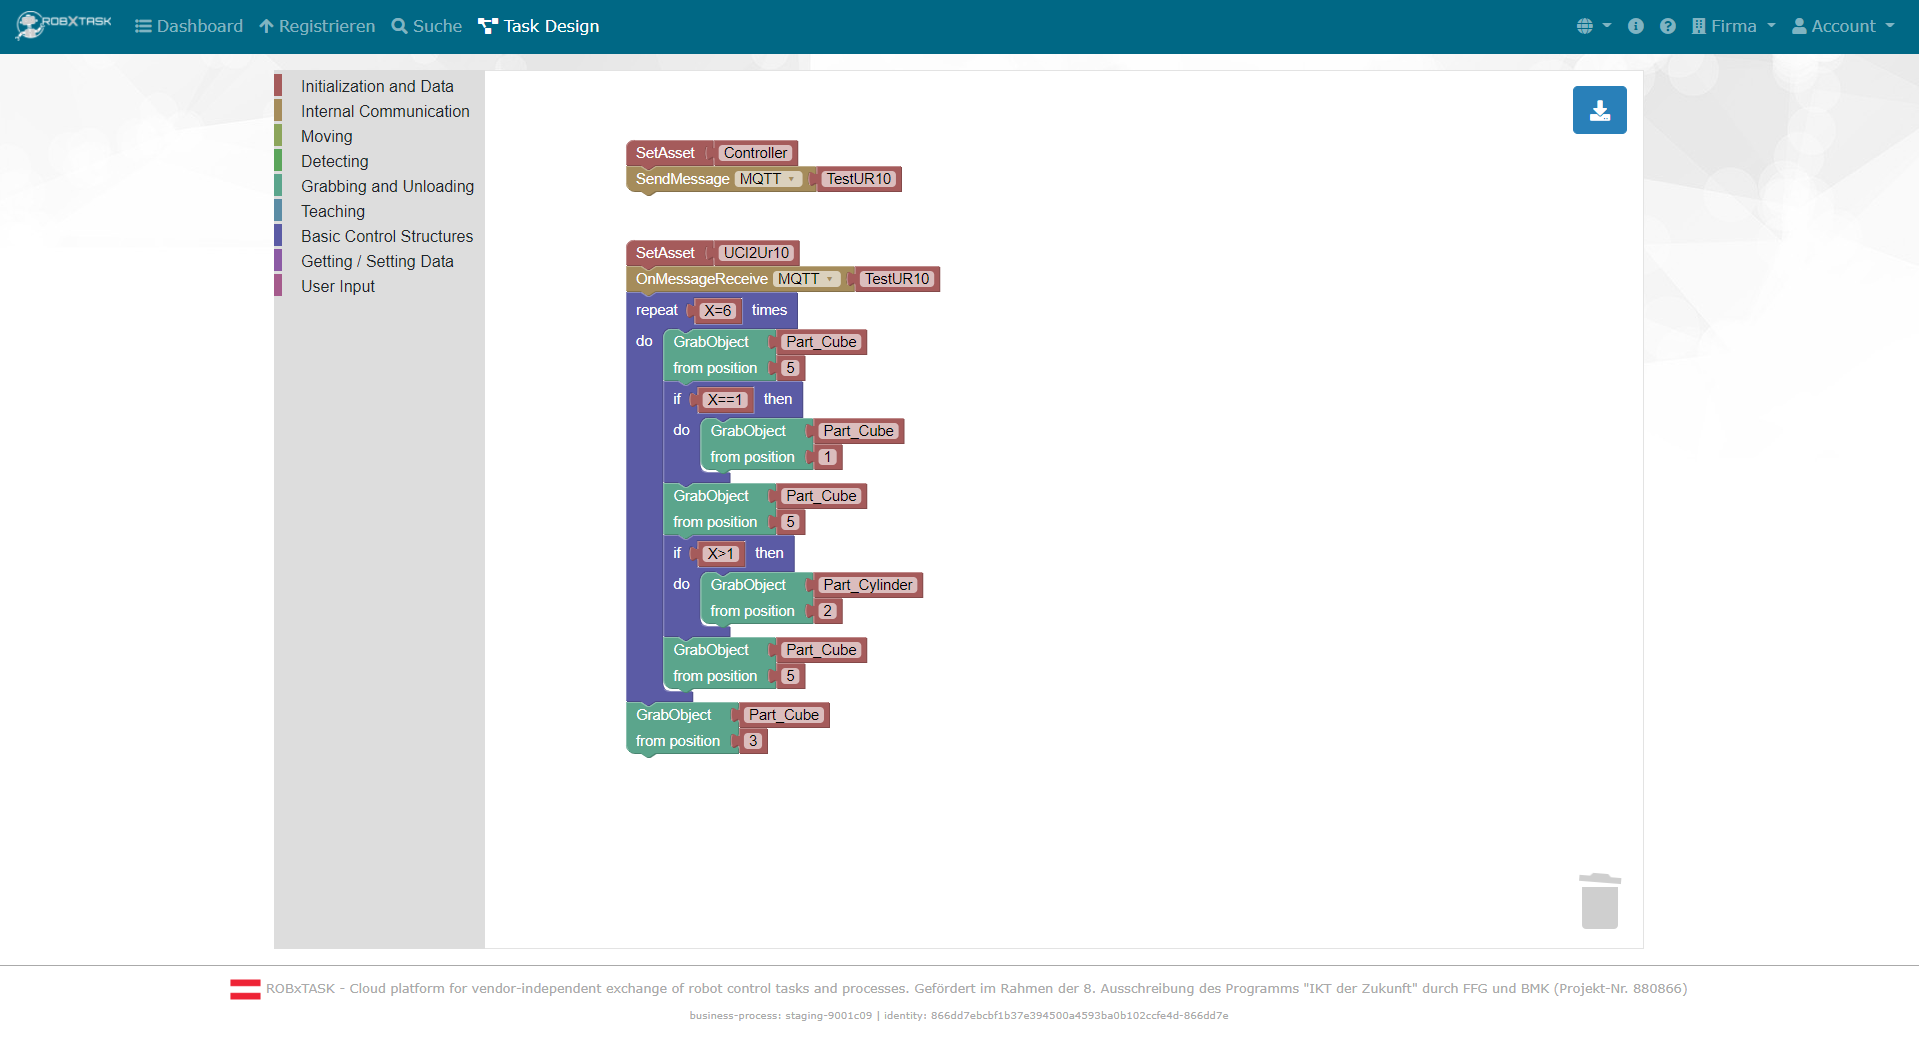 ROBXTASK Dashboard Registrieren Suche Task Design Firma Account
Initialization and Data
Internal Communication
Moving
Detecting
Grabbing and Unloading
Teaching
Basic Control Structures
Getting / Setting Data
User Input
SetAsset Controller
SendMessage MQTT TestUR10
SetAsset UCI2Ur10
OnMessageReceive MQTT TestUR10
repeat X=6 times
do GrabObject Part_Cube
from position 5
if X==1 then
do GrabObject Part_Cube
from position 1
GrabObject Part_Cube
from position 5
if X>1 then
do GrabObject Part_Cylinder
from position 2
GrabObject Part_Cube
from position 5
GrabObject Part_Cube
from position 3
ROBxTASK - Cloud platform for vendor-independent exchange of robot control tasks and processes. Gefördert im Rahmen der 8. Ausschreibung des Programms "IKT der Zukunft" durch FFG und BMK (Projekt-Nr. 880866)
business-process: staging-9001c09 | identity: 866dd7ebcbf1b37e394500a4593ba0b102ccfe4d-866dd7e